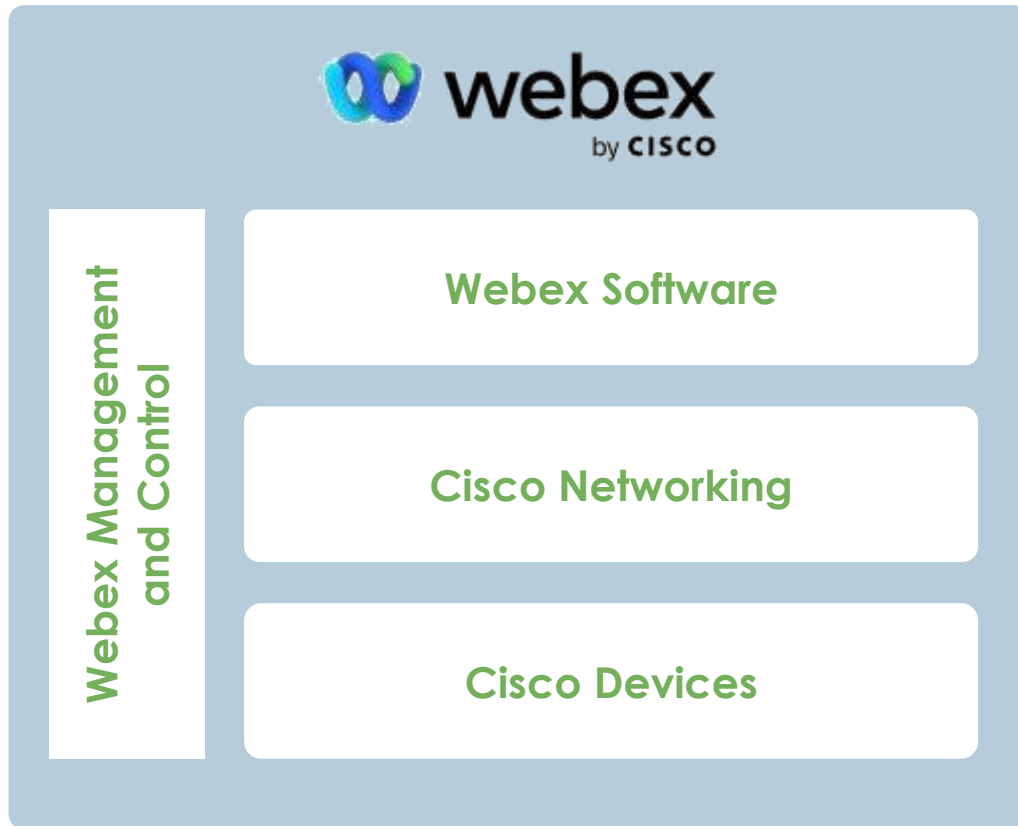 webex
by CISCO
Webex Management
and Control
Webex Software
Cisco Networking
Cisco Devices